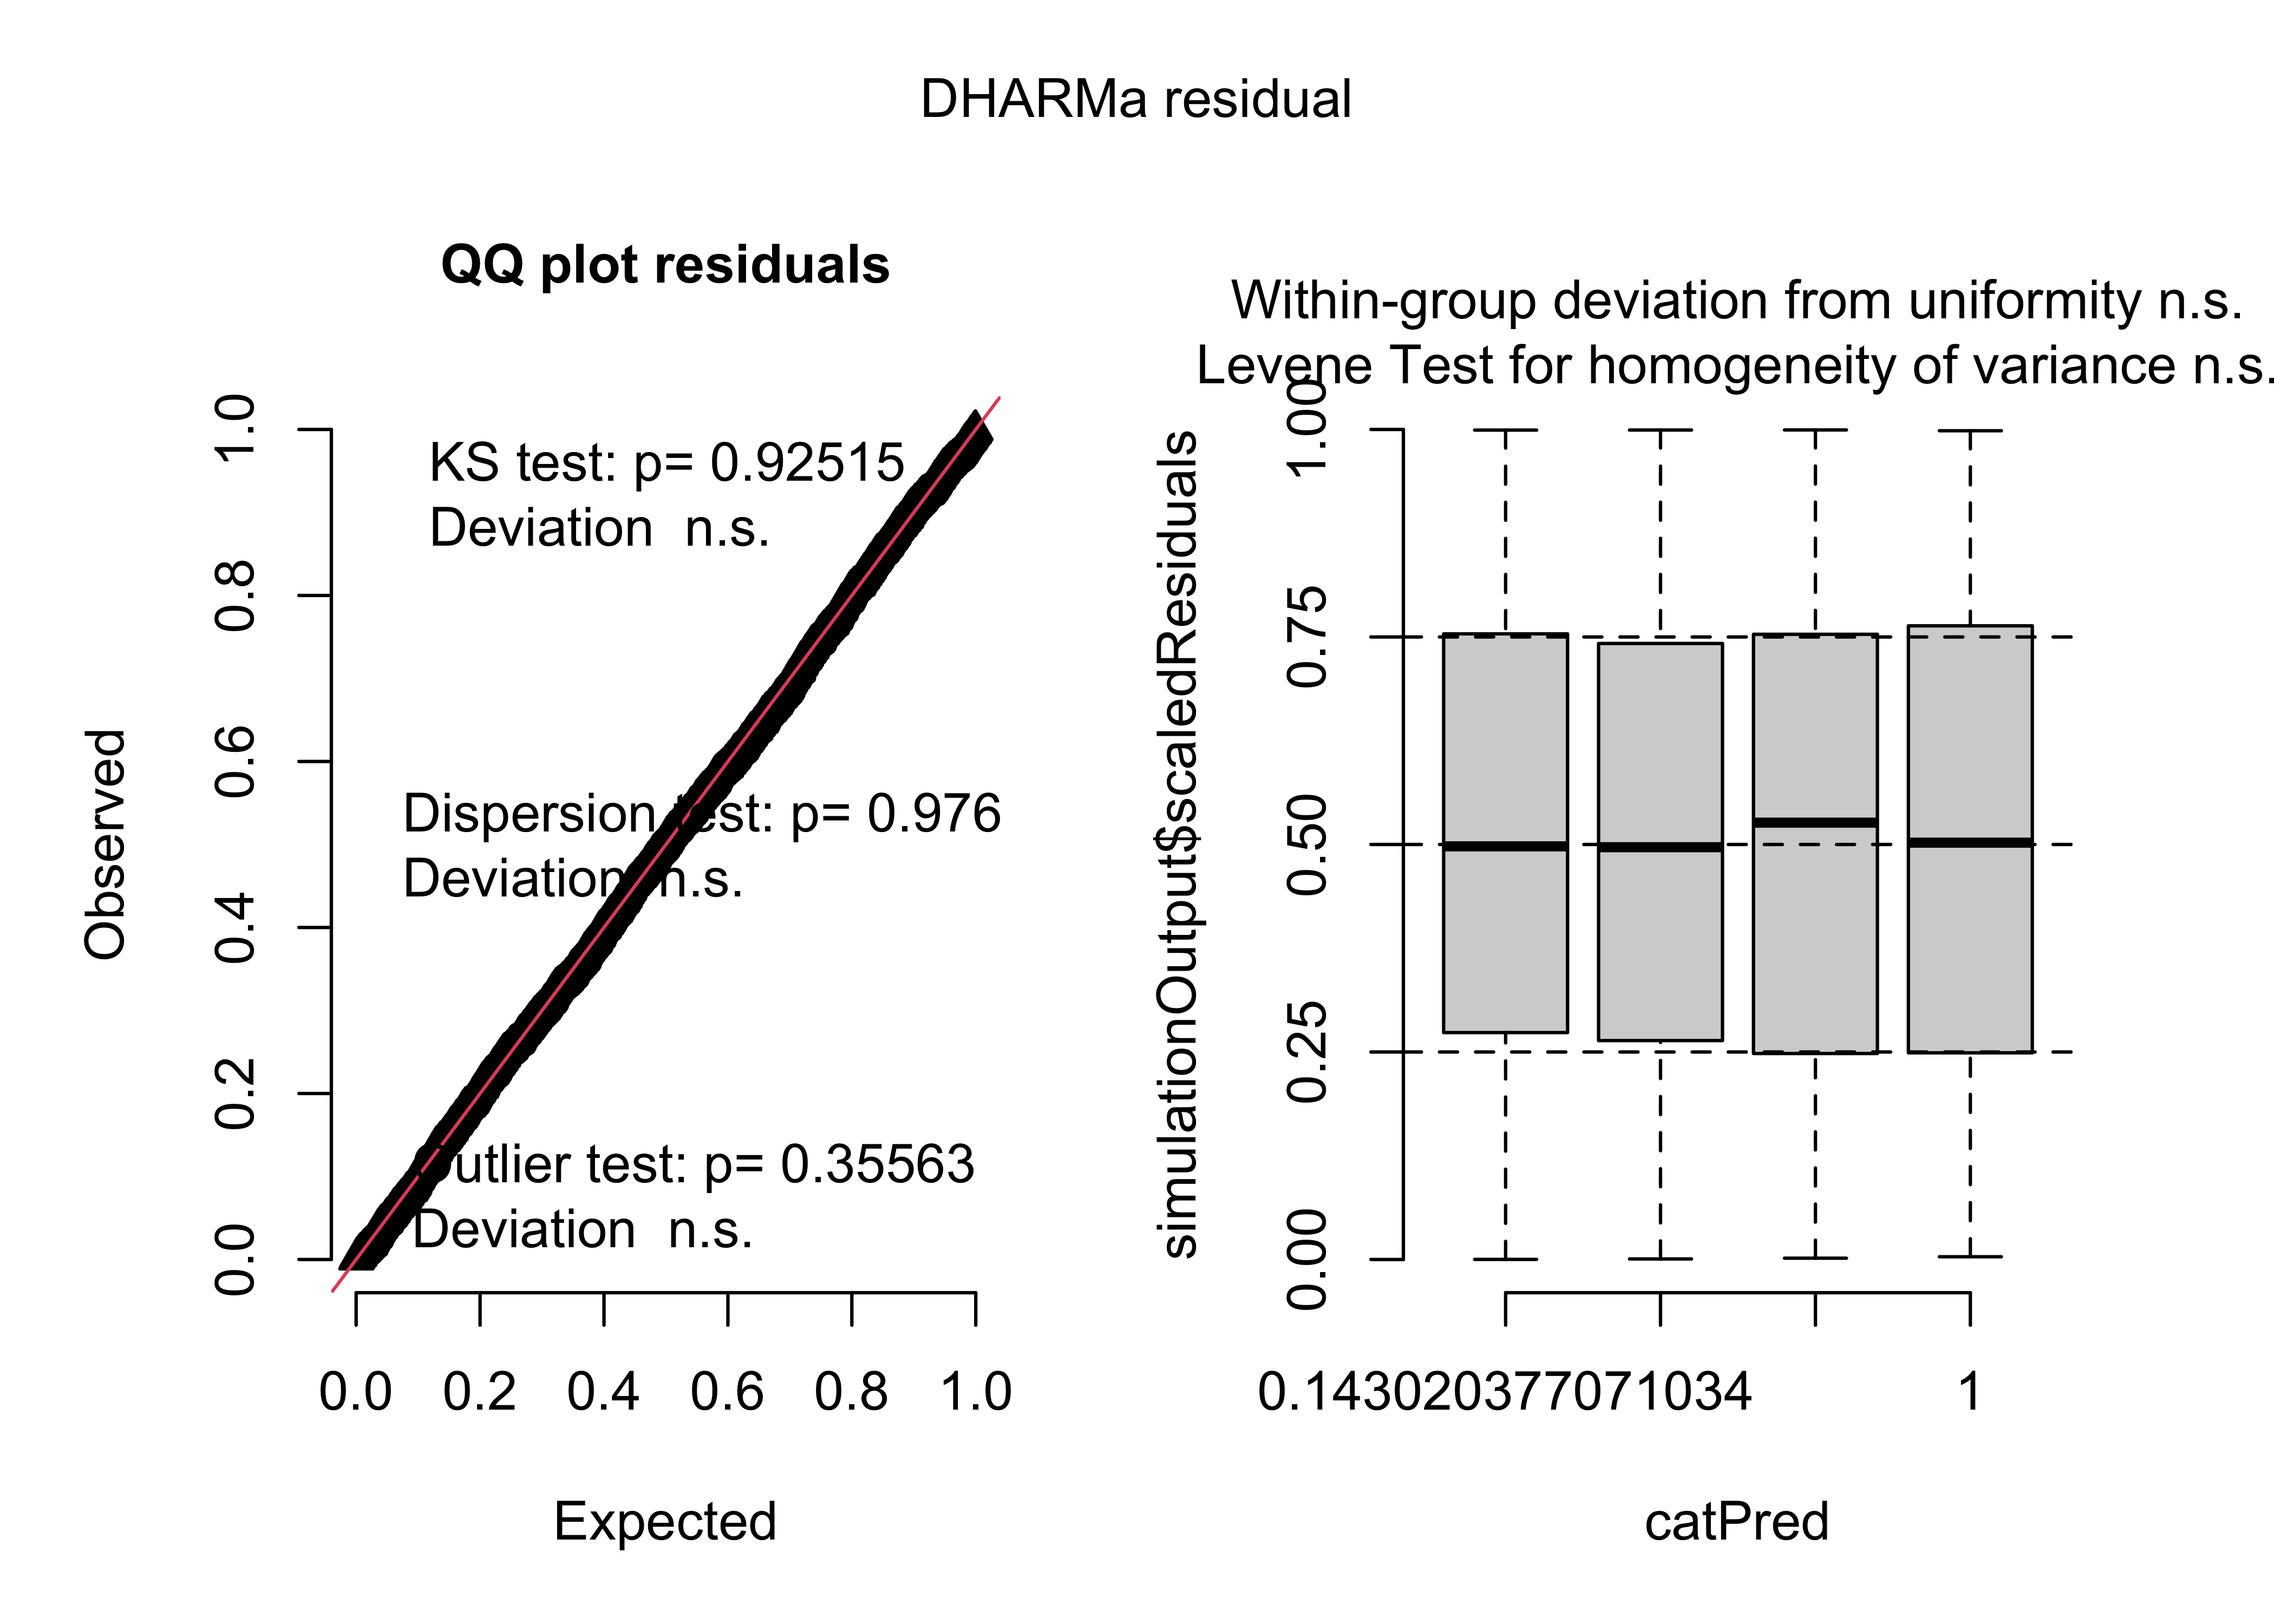 DHARMa residual
QQ plot residuals
KS test: p= 0.92515
Deviation  n.s.
Dispersion test: p= 0.976
Deviation n.s.
utlier test: p= 0.35563
Deviation  n.s.
Observed
1.0
0.8
0.6
0.4
0.2
0.0
0.0 0.2 0.4 0.6 0.8 1.0
Expected
Within-group deviation from uniformity n.s.
Levene Test for homogeneity of variance n.s.
simulationOutput$scaledResiduals
1.00
0.75
0.50
0.25
0.00
0.143020377071034 1
catPred